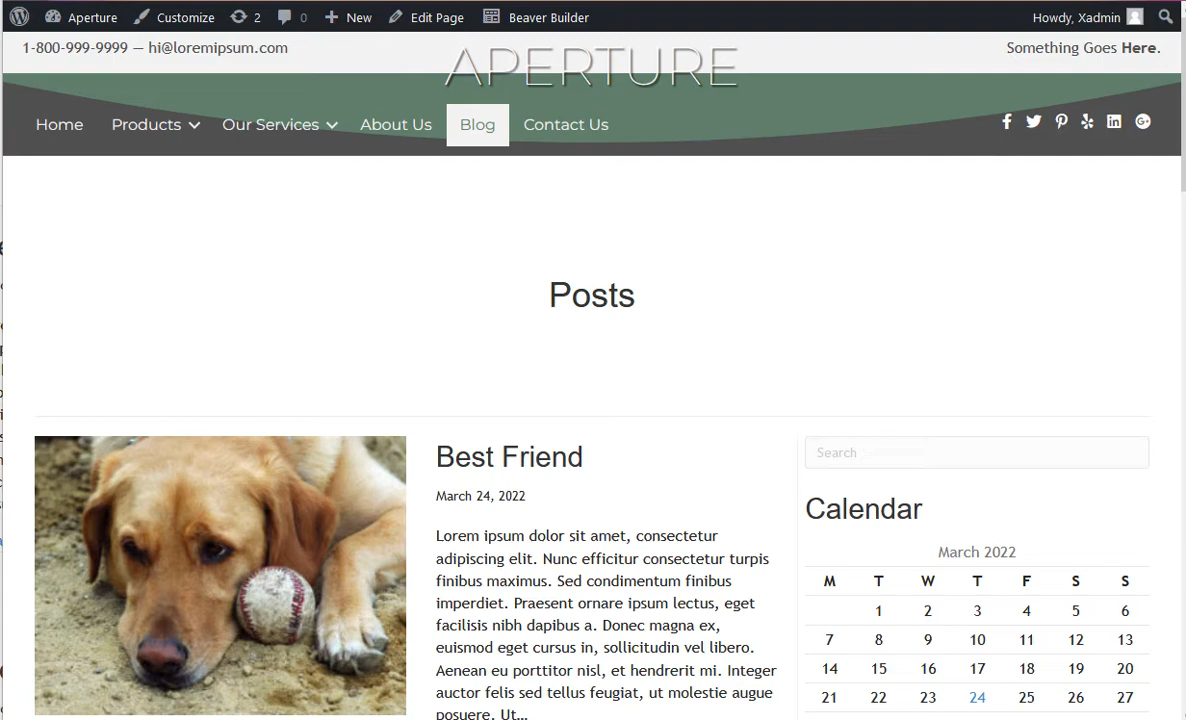 Aperture Customize 2 0 New Edit Page Beaver Builder Howdy, Xadmin
1-800-999-9999 — hi@loremipsum.com
APERTURE
Something Goes Here.
Home Products Our Services About Us Blog Contact Us
Posts
Best Friend
March 24, 2022
Lorem ipsum dolor sit amet, consectetur
adipiscing elit. Nunc efficitur consectetur turpis
finibus maximus. Sed condimentum finibus
imperdiet. Praesent ornare ipsum lectus, eget
facilisis nibh dapibus a. Donec magna ex,
euismod eget cursus in, sollicitudin vel libero.
Aenean eu porttitor nisl, et hendrerit mi. Integer
auctor felis sed tellus feugiat, ut molestie augue
posuere. Ut...
Search
Calendar
March 2022
M T W T F S S
1 2 3 4 5 6
7 8 9 10 11 12 13
14 15 16 17 18 19 20
21 22 23 24 25 26 27